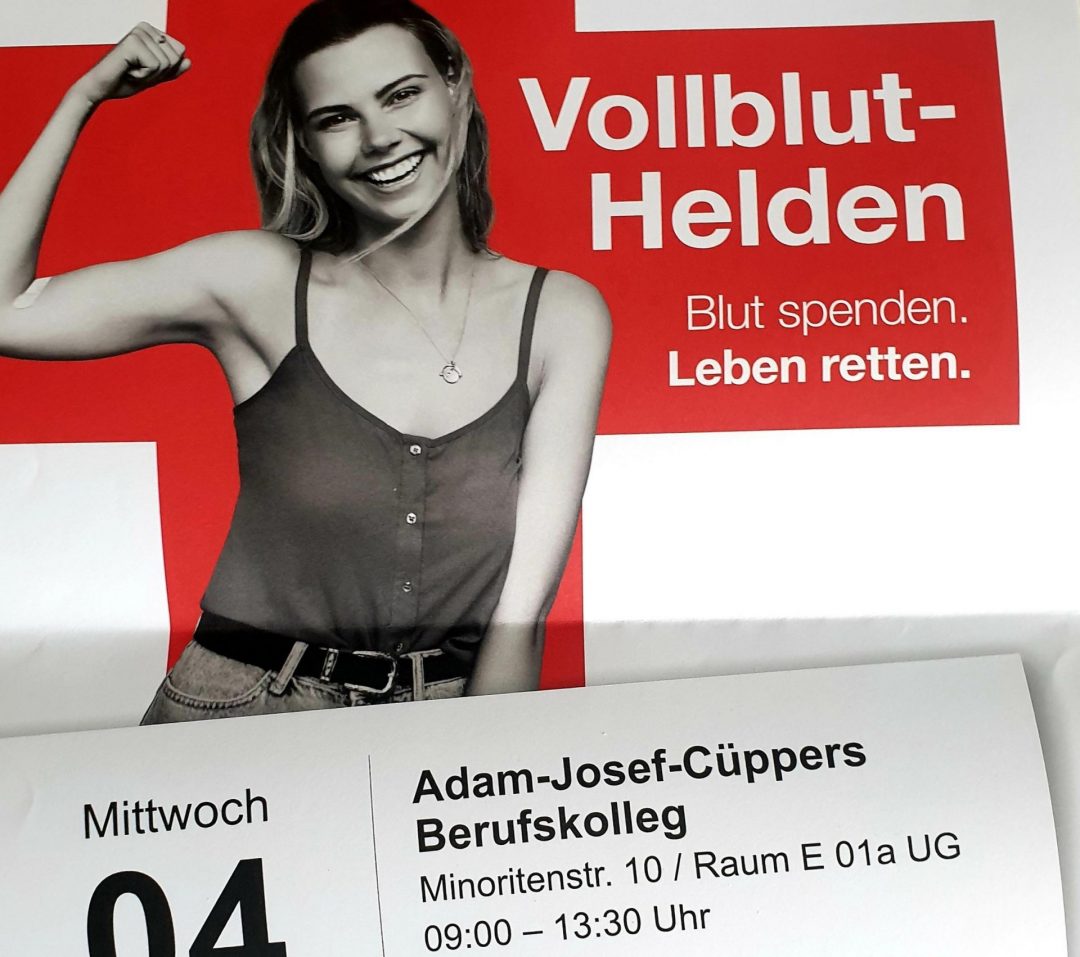 Vollblut-
Helden
Blut spenden.
Leben retten.
Mittwoch
04
Adam-Josef-Cüppers
Berufskolleg
Minoritenstr. 10 / Raum E 01a UG
09:00 – 13:30 Uhr